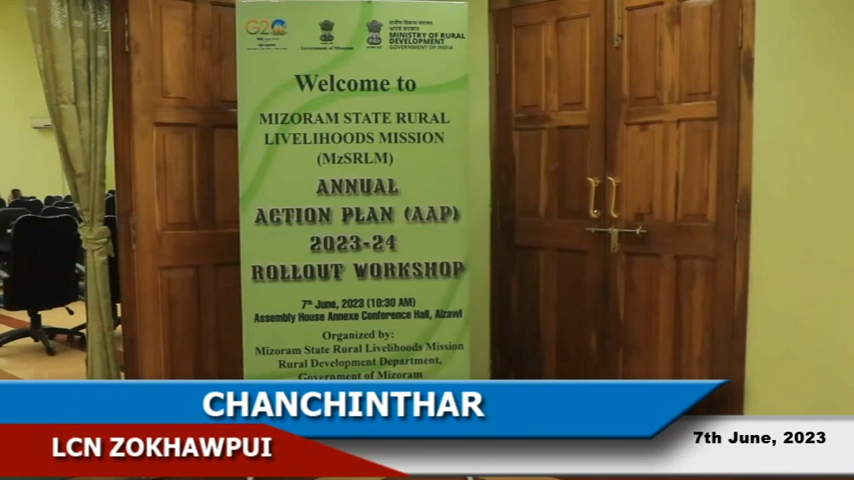 G20
Government of Mizoram
MINISTRY OF RURAL
DEVELOPMENT
GOVERNMENT OF INDIA
Welcome to
MIZORAM STATE RURAL
LIVELIHOODS MISSION
(MzSRLM)
ANNUAL
ACTION PLAN (AAP)
2023-24
ROLLOUT WORKSHOP
7th June, 2023 (10:30 AM)
Assembly House Annexe Conference Hall, Aizawl
Organized by:
Mizoram State Rural Livelihoods Mission
Rural Development Department,
Government of Mizoram
CHANCHINTHAR
LCN ZOKHAWPUI
7th June, 2023